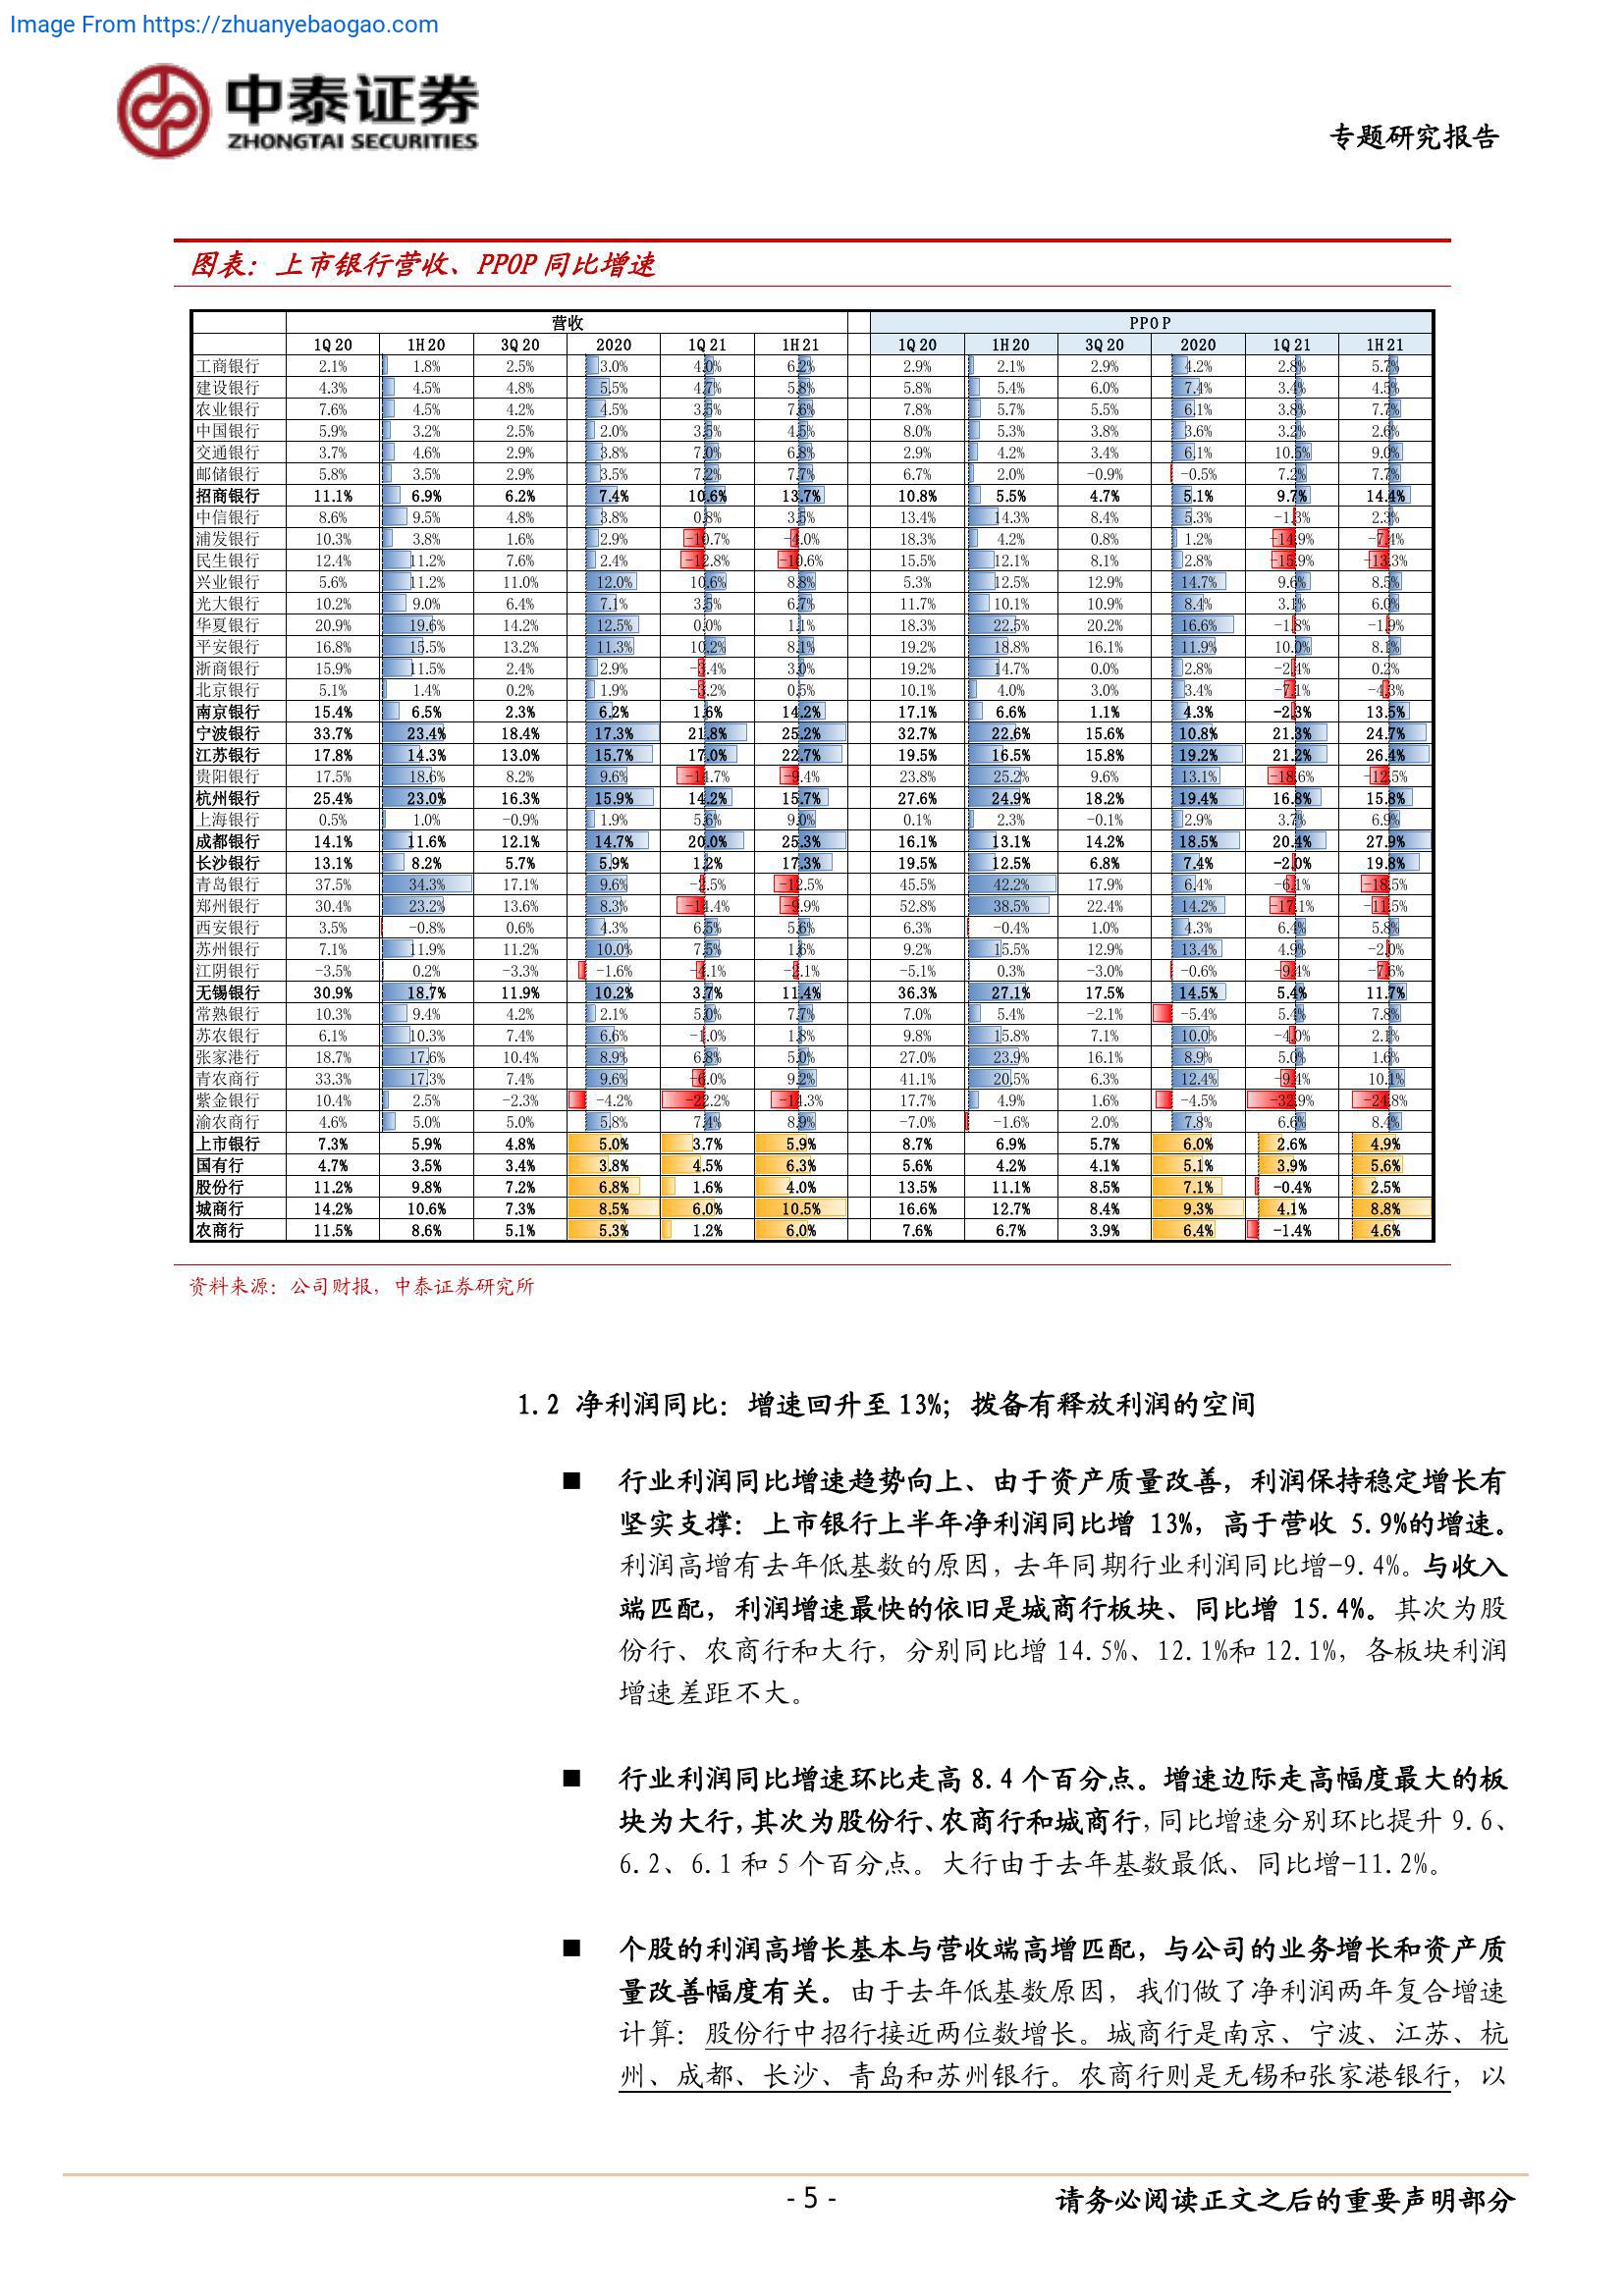 Image From https://zhuanyebaogao.com
中泰证券
ZHONGTAI SECURITIES
专题研究报告
图表：上市银行营收、PPOP 同比增速
营收 PPOP
1Q20 1H20 3Q20 2020 1Q21 1H21 1Q20 1H20 3Q20 2020 1Q21 1H21
工商银行 2.1% 1.8% 2.5% 3.0% 4.0% 6.2% 2.9% 2.1% 2.9% 4.2% 2.8% 5.7%
建设银行 4.3% 4.5% 4.8% 5.5% 4.7% 5.8% 5.8% 5.4% 6.0% 7.4% 3.4% 4.5%
农业银行 7.6% 4.5% 4.2% 4.5% 3.5% 7.6% 7.8% 5.7% 5.5% 6.1% 3.8% 7.7%
中国银行 5.9% 3.2% 2.5% 2.0% 3.5% 4.5% 8.0% 5.3% 3.8% 3.6% 3.2% 2.6%
交通银行 3.7% 4.6% 2.9% 3.8% 7.0% 6.8% 2.9% 4.2% 3.4% 6.1% 10.5% 9.0%
邮储银行 5.8% 3.5% 2.9% 3.5% 7.2% 7.7% 6.7% 2.0% -0.9% -0.5% 7.2% 7.7%
招商银行 11.1% 6.9% 6.2% 7.4% 10.6% 13.7% 10.8% 5.5% 4.7% 5.1% 9.7% 14.4%
中信银行 8.6% 9.5% 4.8% 3.8% 0.8% 3.5% 13.4% 14.3% 8.4% 5.3% -1.3% 2.3%
浦发银行 10.3% 3.8% 1.6% 2.9% -10.7% -4.0% 18.3% 4.2% 0.8% 1.2% -14.9% -7.4%
民生银行 12.4% 11.2% 7.6% 2.4% -12.8% -10.6% 15.5% 12.1% 8.1% 2.8% -15.9% -13.3%
兴业银行 5.6% 11.2% 11.0% 12.0% 10.6% 8.8% 5.3% 12.5% 12.9% 14.7% 9.6% 8.5%
光大银行 10.2% 9.0% 6.4% 7.1% 3.5% 6.7% 11.7% 10.1% 10.9% 8.4% 3.1% 6.0%
华夏银行 20.9% 19.6% 14.2% 12.5% 0.0% 1.1% 18.3% 22.5% 20.2% 16.6% -1.8% -1.9%
平安银行 16.8% 15.5% 13.2% 11.3% 10.2% 8.1% 19.2% 18.8% 16.1% 11.9% 10.0% 8.1%
浙商银行 15.9% 11.5% 2.4% 2.9% -3.4% 3.0% 19.2% 14.7% 0.0% 2.8% -2.4% 0.2%
北京银行 5.1% 1.4% 0.2% 1.9% -3.2% 0.5% 10.1% 4.0% 3.0% 3.4% -7.1% -4.3%
南京银行 15.4% 6.5% 2.3% 6.2% 1.6% 14.2% 17.1% 6.6% 1.1% 4.3% -2.3% 13.5%
宁波银行 33.7% 23.4% 18.4% 17.3% 21.8% 25.2% 32.7% 22.6% 15.6% 10.8% 21.3% 24.7%
江苏银行 17.8% 14.3% 13.0% 15.7% 17.0% 22.7% 19.5% 16.5% 15.8% 19.2% 21.2% 26.4%
贵阳银行 17.5% 18.6% 8.2% 9.6% -14.7% -9.4% 23.8% 25.2% 9.6% 13.1% -18.6% -12.5%
杭州银行 25.4% 23.0% 16.3% 15.9% 14.2% 15.7% 27.6% 24.9% 18.2% 19.4% 16.8% 15.8%
上海银行 0.5% 1.0% -0.9% 1.9% 5.6% 9.0% 0.1% 2.3% -0.1% 2.9% 3.7% 6.9%
成都银行 14.1% 11.6% 12.1% 14.7% 20.0% 25.3% 16.1% 13.1% 14.2% 18.5% 20.4% 27.9%
长沙银行 13.1% 8.2% 5.7% 5.9% 1.2% 17.3% 19.5% 12.5% 6.8% 7.4% -2.0% 19.8%
青岛银行 37.5% 34.3% 17.1% 9.6% -2.5% -12.5% 45.5% 42.2% 17.9% 6.4% -6.1% -18.5%
郑州银行 30.4% 23.2% 13.6% 8.3% -14.4% -9.9% 52.8% 38.5% 22.4% 14.2% -17.1% -11.5%
西安银行 3.5% -0.8% 0.6% 4.3% 6.5% 5.6% 6.3% -0.4% 1.0% 4.3% 6.4% 5.8%
苏州银行 7.1% 11.9% 11.2% 10.0% 7.5% 1.6% 9.2% 15.5% 12.9% 13.4% 4.9% -2.0%
江阴银行 -3.5% 0.2% -3.3% -1.6% -4.1% -2.1% -5.1% 0.3% -3.0% -0.6% -9.4% -7.6%
无锡银行 30.9% 18.7% 11.9% 10.2% 3.7% 11.4% 36.3% 27.1% 17.5% 14.5% 5.4% 11.7%
常熟银行 10.3% 9.4% 4.2% 2.1% 5.0% 7.7% 7.0% 5.4% -2.1% -5.4% 5.4% 7.8%
苏农银行 6.1% 10.3% 7.4% 6.6% -1.0% 1.8% 9.8% 15.8% 7.1% 10.0% -4.0% 2.1%
张家港行 18.7% 17.6% 10.4% 8.9% 6.8% 5.0% 27.0% 23.9% 16.1% 8.9% 5.0% 1.6%
青农商行 33.3% 17.3% 7.4% 9.6% -6.0% 9.2% 41.1% 20.5% 6.3% 12.4% -9.4% 10.1%
紫金银行 10.4% 2.5% -2.3% -4.2% -22.2% -14.3% 17.7% 4.9% 1.6% -4.5% -32.9% -24.8%
渝农商行 4.6% 5.0% 5.0% 5.8% 7.4% 8.9% -7.0% -1.6% 2.0% 7.8% 6.6% 8.4%
上市银行 7.3% 5.9% 4.8% 5.0% 3.7% 5.9% 8.7% 6.9% 5.7% 6.0% 2.6% 4.9%
国有行 4.7% 3.5% 3.4% 3.8% 4.5% 6.3% 5.6% 4.2% 4.1% 5.1% 3.9% 5.6%
股份行 11.2% 9.8% 7.2% 6.8% 1.6% 4.0% 13.5% 11.1% 8.5% 7.1% -0.4% 2.5%
城商行 14.2% 10.6% 7.3% 8.5% 6.0% 10.5% 16.6% 12.7% 8.4% 9.3% 4.1% 8.8%
农商行 11.5% 8.6% 5.1% 5.3% 1.2% 6.0% 7.6% 6.7% 3.9% 6.4% -1.4% 4.6%
资料来源：公司财报，中泰证券研究所
1.2 净利润同比：增速回升至 13%；拨备有释放利润的空间
■ 行业利润同比增速趋势向上、由于资产质量改善，利润保持稳定增长有
坚实支撑：上市银行上半年净利润同比增 13%，高于营收 5.9%的增速。
利润高增有去年低基数的原因，去年同期行业利润同比增-9.4%。与收入
端匹配，利润增速最快的依旧是城商行板块、同比增 15.4%。其次为股
份行、农商行和大行，分别同比增 14.5%、12.1%和 12.1%，各板块利润
增速差距不大。
■ 行业利润同比增速环比走高 8.4 个百分点。增速边际走高幅度最大的板
块为大行，其次为股份行、农商行和城商行，同比增速分别环比提升 9.6、
6.2、6.1 和 5 个百分点。大行由于去年基数最低、同比增-11.2%。
■ 个股的利润高增长基本与营收端高增匹配，与公司的业务增长和资产质
量改善幅度有关。由于去年低基数原因，我们做了净利润两年复合增速
计算：股份行中招行接近两位数增长。城商行是南京、宁波、江苏、杭
州、成都、长沙、青岛和苏州银行。农商行则是无锡和张家港银行，以
- 5 -
请务必阅读正文之后的重要声明部分